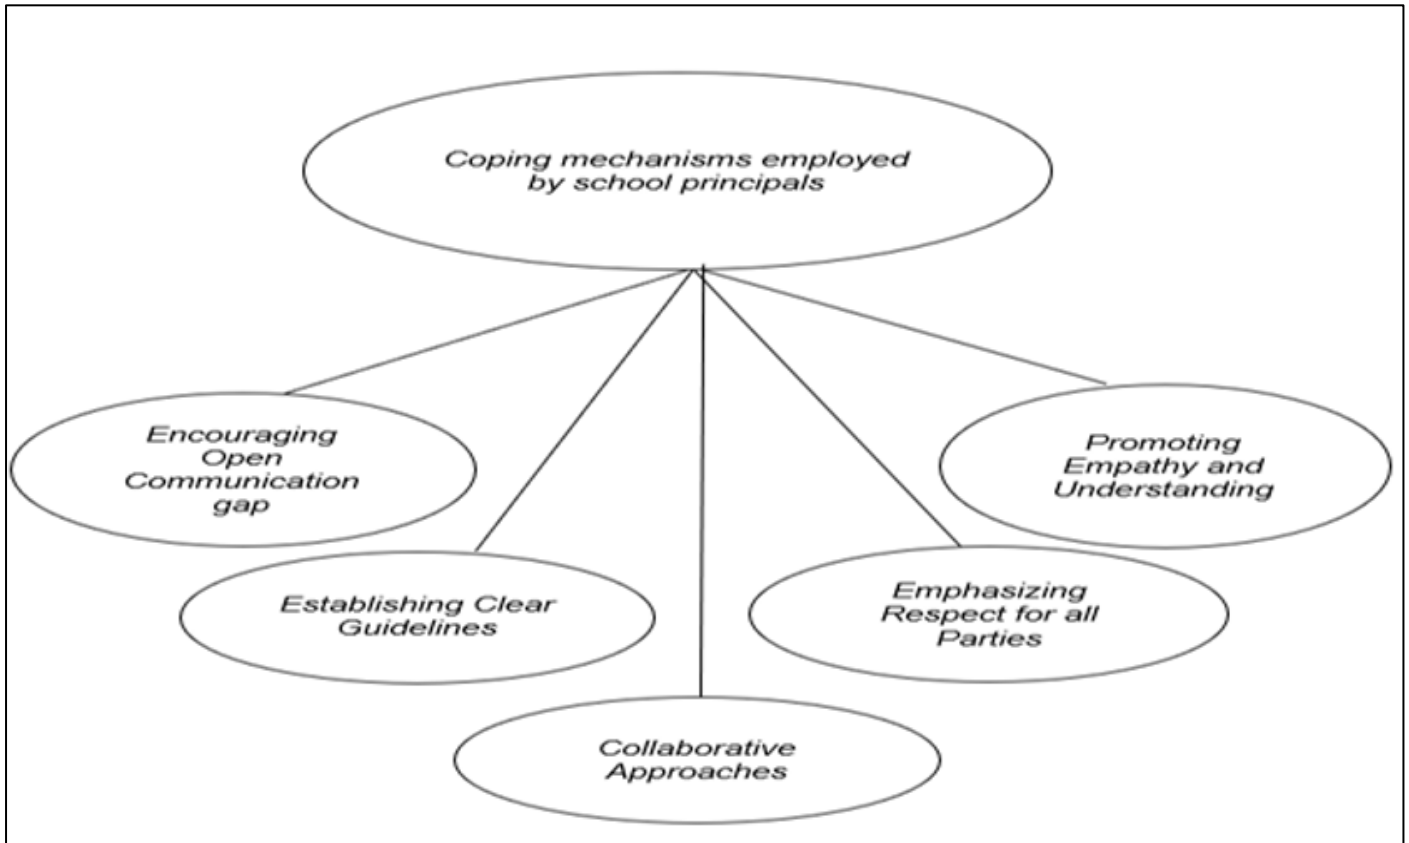 Coping mechanisms employed
by school principals
Encouraging
Open
Communication
gap
Promoting
Empathy and
Understanding
Establishing Clear
Guidelines
Emphasizing
Respect for all
Parties
Collaborative
Approaches